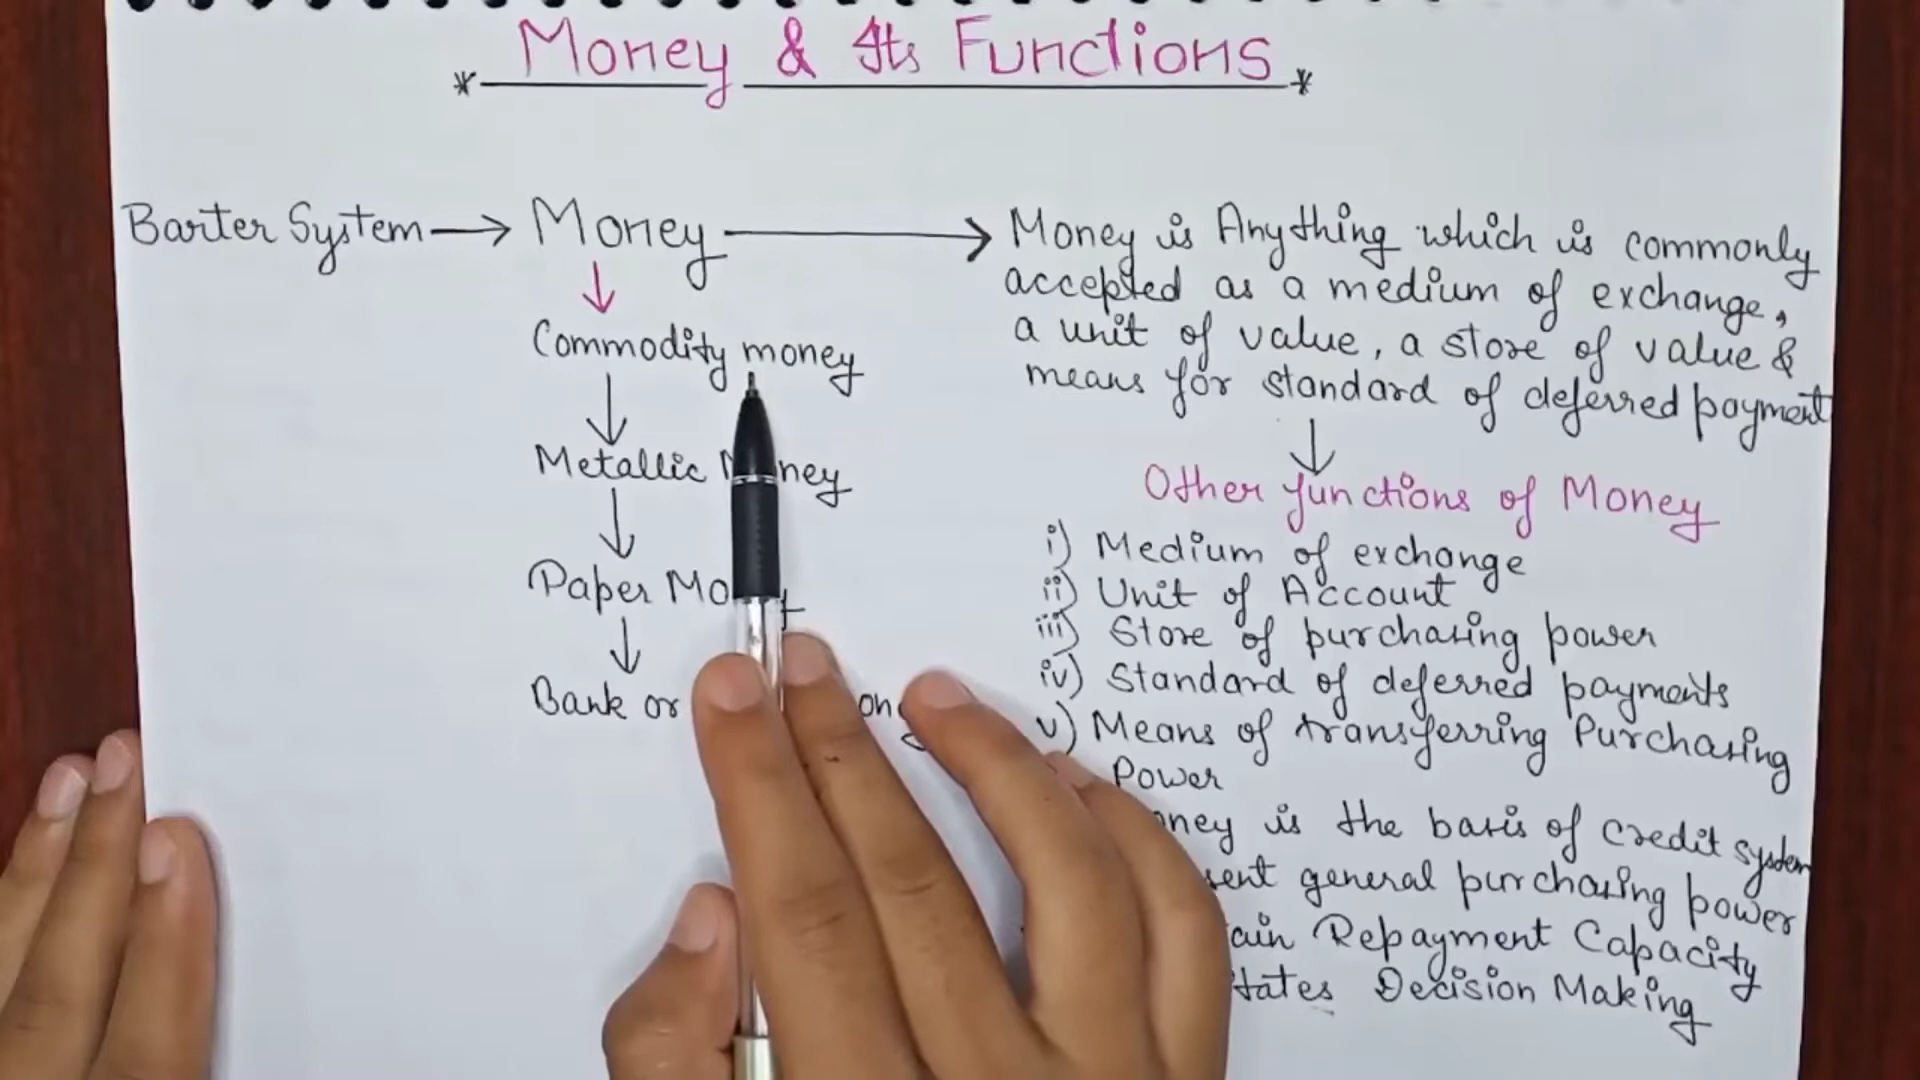 Money & Its Functions
Barter System → Money → Money is Anything which is commonly
accepted as a medium of exchange,
a unit of value, a store of value &
means for standard of deferred payment
↓
Commodity money
↓
Metallic
↓
Paper
↓
Bank or
↓
Other functions of Money
i) Medium of exchange
ii) Unit of Account
iii) Store of purchasing power
iv) Standard of deferred payments
v) Means of transferring Purchasing
Power
is the basis of credit system
general purchasing power
Repayment Capacity
Decision Making